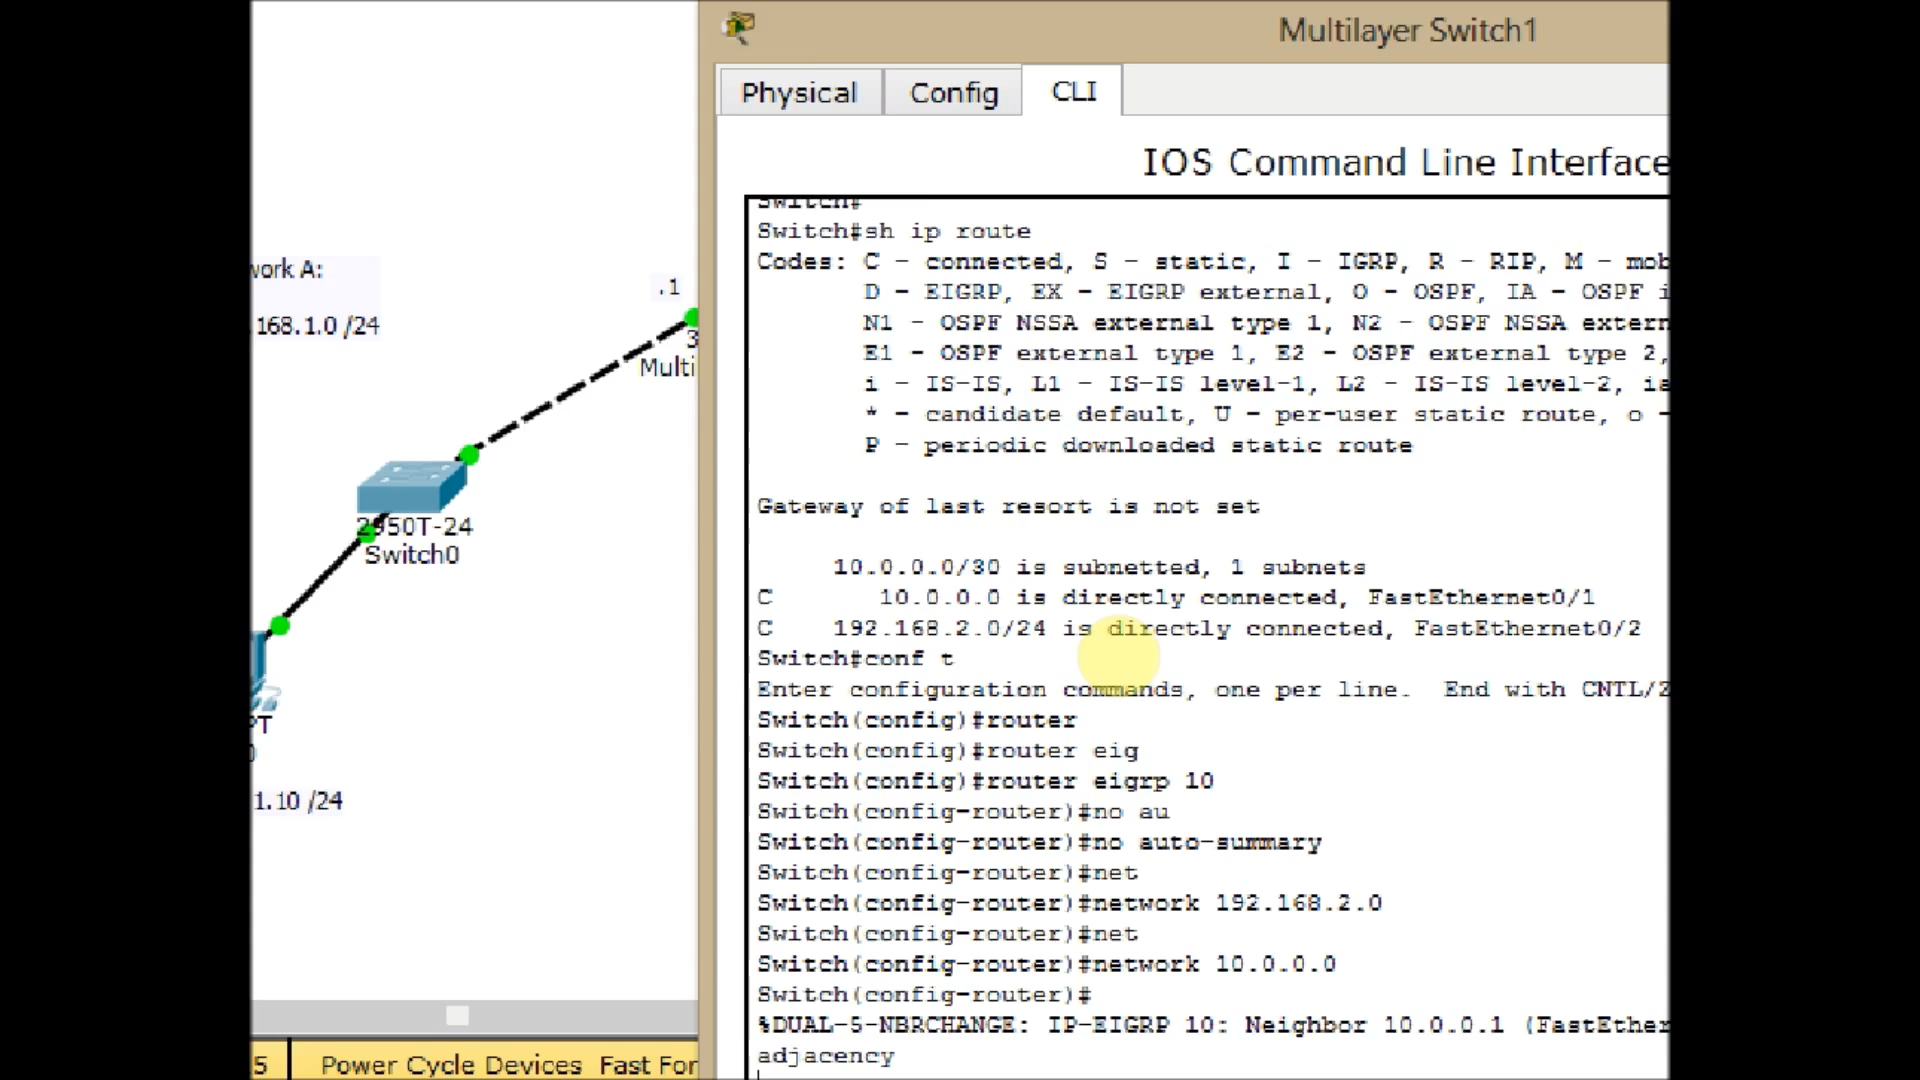 Multilayer Switch1
Physical
Config
CLI
IOS Command Line Interface
Switch#
Switch#sh ip route
Codes: C - connected, S - static, I - IGRP, R - RIP, M - mob
D - EIGRP, EX - EIGRP external, O - OSPF, IA - OSPF i
N1 - OSPF NSSA external type 1, N2 - OSPF NSSA extern
E1 - OSPF external type 1, E2 - OSPF external type 2,
i - IS-IS, L1 - IS-IS level-1, L2 - IS-IS level-2, ia
* - candidate default, U - per-user static route, o -
P - periodic downloaded static route
Gateway of last resort is not set
10.0.0.0/30 is subnetted, 1 subnets
C 10.0.0.0 is directly connected, FastEthernet0/1
C 192.168.2.0/24 is directly connected, FastEthernet0/2
Switch#conf t
Enter configuration commands, one per line. End with CNTL/Z
Switch(config)#router
Switch(config)#router eig
Switch(config)#router eigrp 10
Switch(config-router)#no au
Switch(config-router)#no auto-summary
Switch(config-router)#net
Switch(config-router)#network 192.168.2.0
Switch(config-router)#net
Switch(config-router)#network 10.0.0.0
Switch(config-router)#
%DUAL-5-NBRCHANGE: IP-EIGRP 10: Neighbor 10.0.0.1 (FastEther
adjacency
work A:
168.1.0 /24
.1
3
Multi
2950T-24
Switch0
PT
1.10 /24
5
Power Cycle Devices Fast For